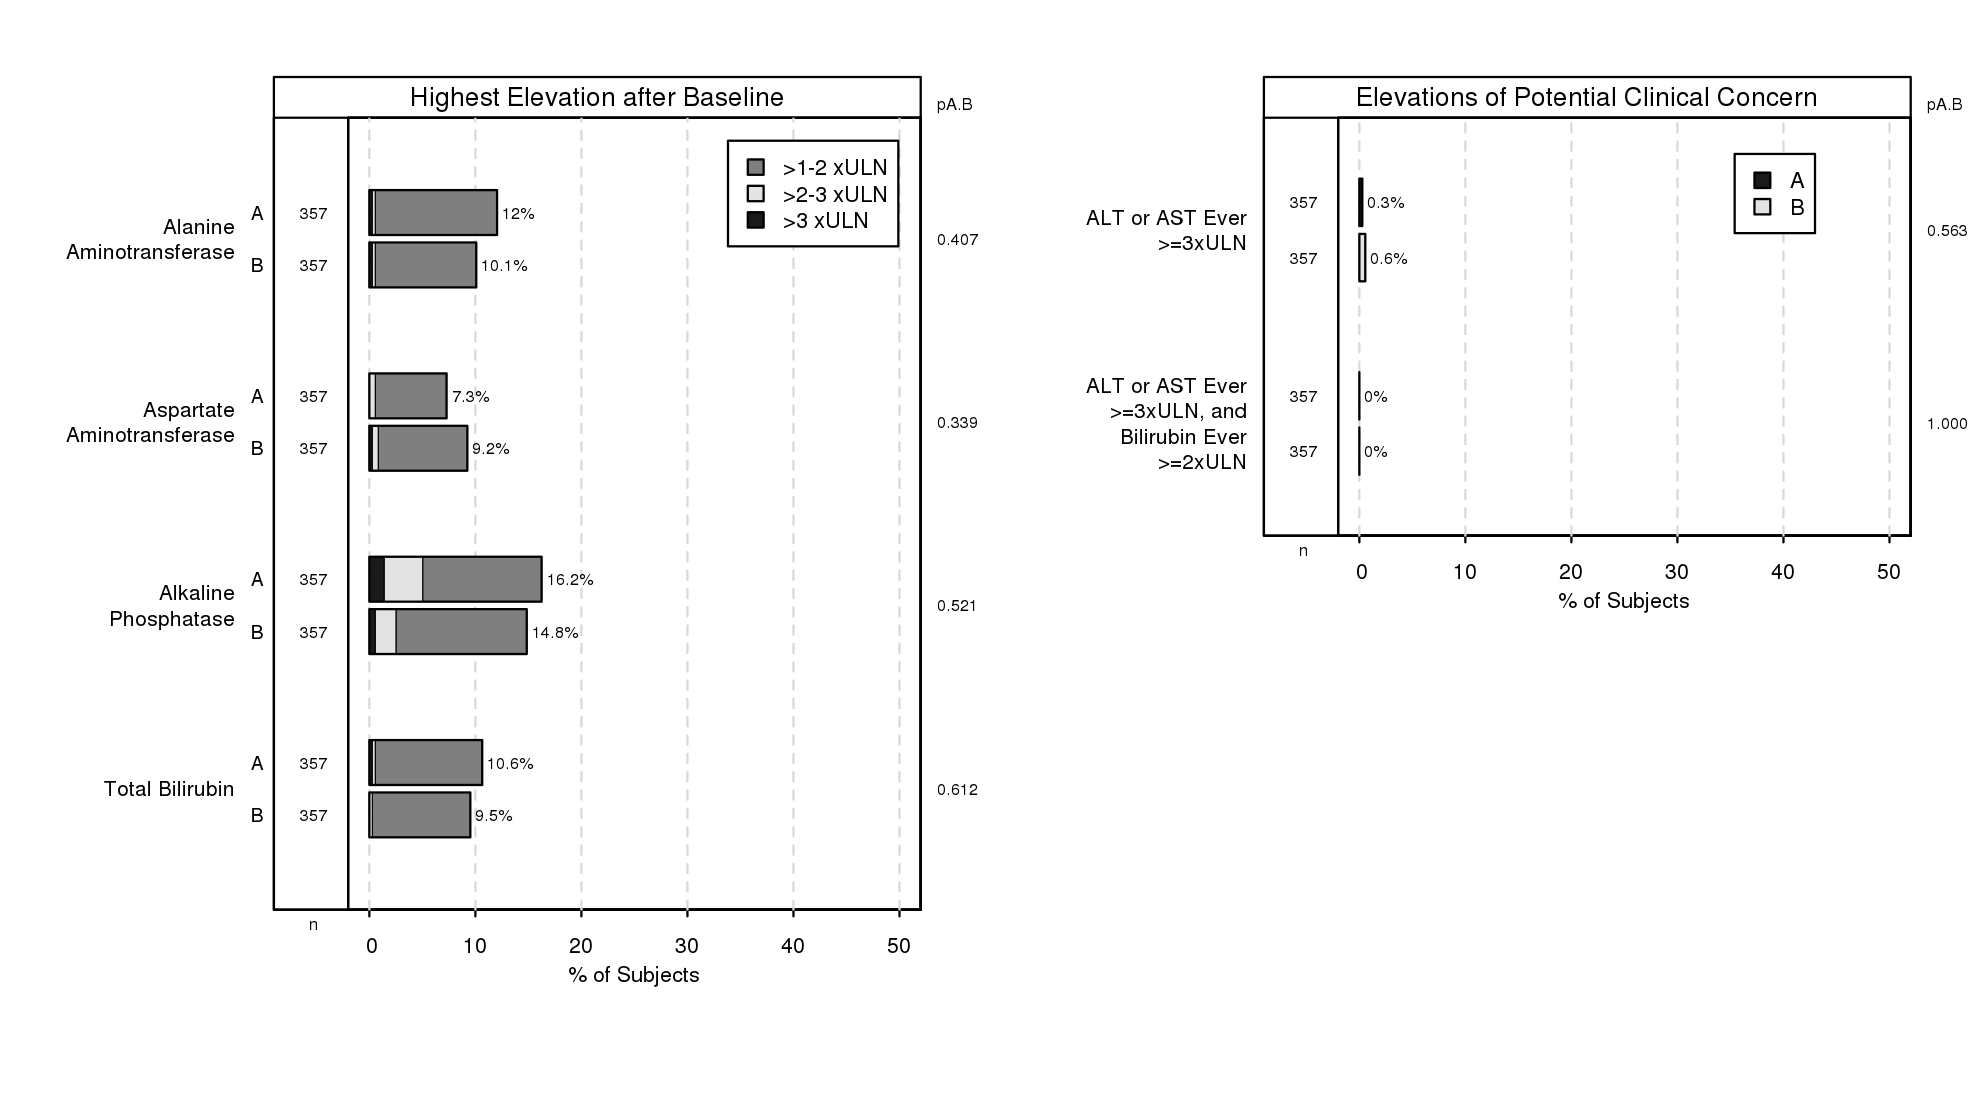 Highest Elevation after Baseline
pA.B
>1-2 xULN
>2-3 xULN
>3 xULN
Alanine
Aminotransferase
A 357 12%
B 357 10.1%
0.407
Aspartate
Aminotransferase
A 357 7.3%
B 357 9.2%
0.339
Alkaline
Phosphatase
A 357 16.2%
B 357 14.8%
0.521
Total Bilirubin
A 357 10.6%
B 357 9.5%
0.612
n
0 10 20 30 40 50
% of Subjects
Elevations of Potential Clinical Concern
pA.B
A
B
ALT or AST Ever
>=3xULN
357 0.3%
357 0.6%
0.563
ALT or AST Ever
>=3xULN, and
Bilirubin Ever
>=2xULN
357 0%
357 0%
1.000
n
0 10 20 30 40 50
% of Subjects